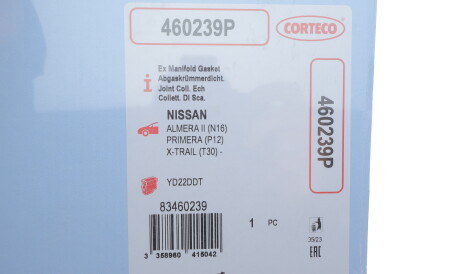 460239P
CORTECO
Ex Manifold Gasket
Abgaskrümmerdicht.
Joint Coll. Ech
Collett. Di Sca.
NISSAN
ALMERA II (N16)
PRIMERA (P12)
X-TRAIL (T30) -
YD22DDT
83460239
1 PC
3 358960 415042
35/23
EAC
460239P